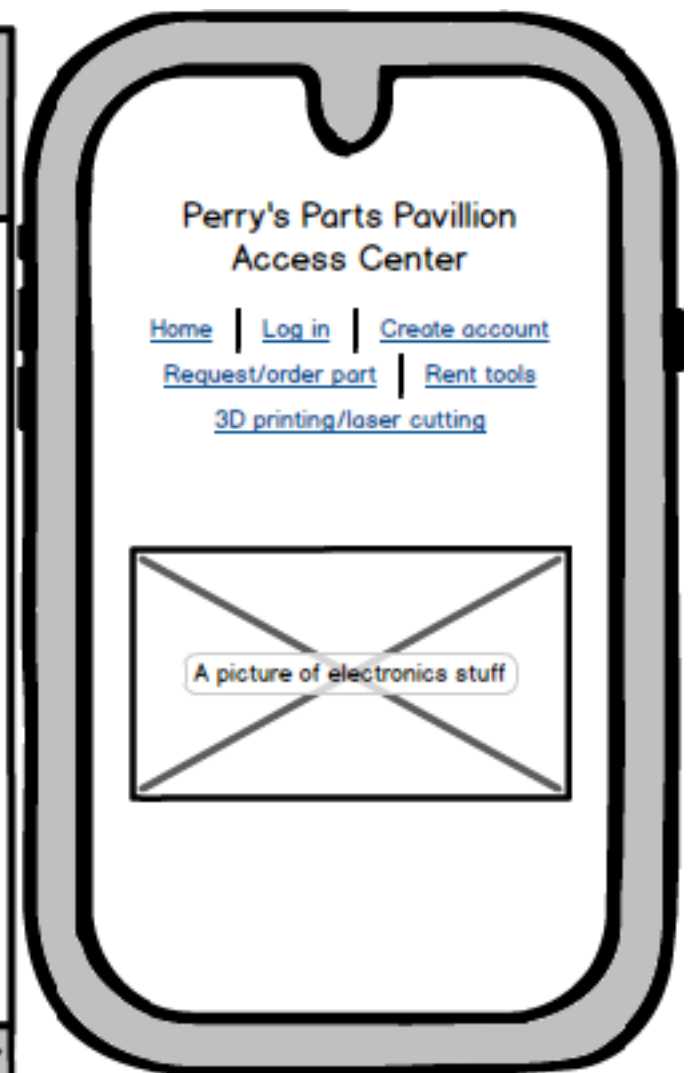 Perry's Parts Pavillion
Access Center
Home | Log in | Create account
Request/order part | Rent tools
3D printing/laser cutting
A picture of electronics stuff